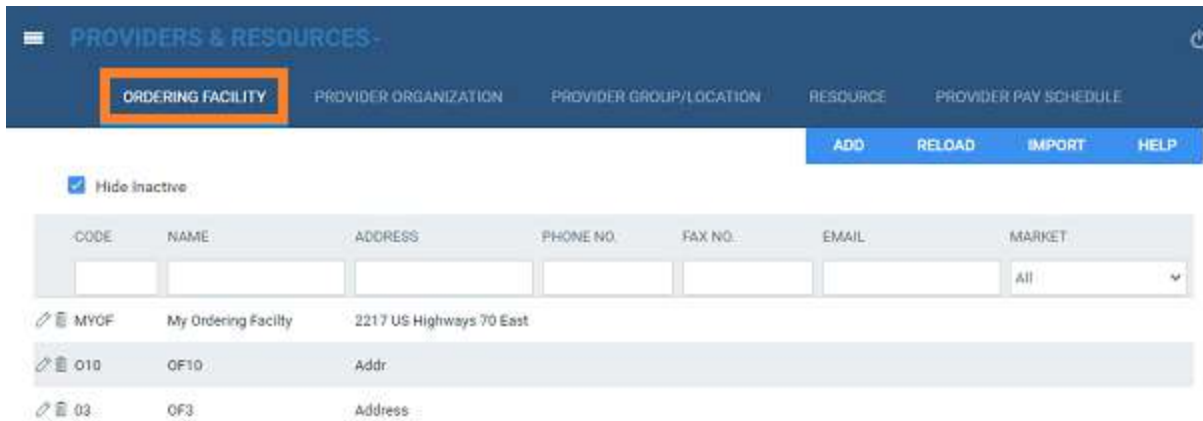 PROVIDERS & RESOURCES
ORDERING FACILITY PROVIDER ORGANIZATION PROVIDER GROUP/LOCATION RESOURCE PROVIDER PAY SCHEDULE
ADD RELOAD IMPORT HELP
Hide Inactive
CODE NAME ADDRESS PHONE NO. FAX NO. EMAIL MARKET
All
MYOF My Ordering Facilty 2217 US Highways 70 East
O10 OF10 Addr
03 OF3 Address